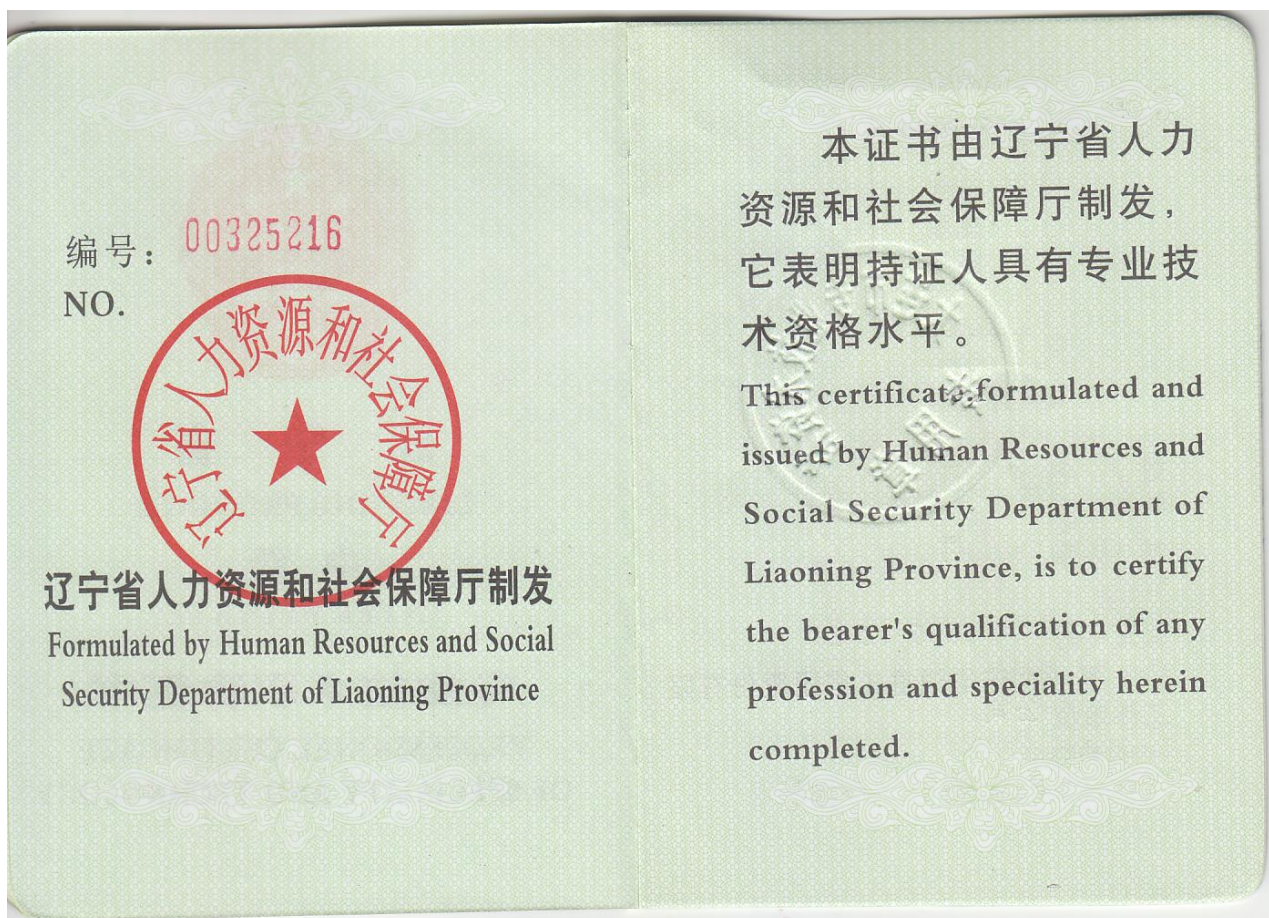 编号: 00325216
NO.
辽宁省人力资源和社会保障厅
辽宁省人力资源和社会保障厅制发
Formulated by Human Resources and Social
Security Department of Liaoning Province
本证书由辽宁省人力
资源和社会保障厅制发,
它表明持证人具有专业技
术资格水平。
This certificate,formulated and
issued by Human Resources and
Social Security Department of
Liaoning Province, is to certify
the bearer's qualification of any
profession and speciality herein
completed.